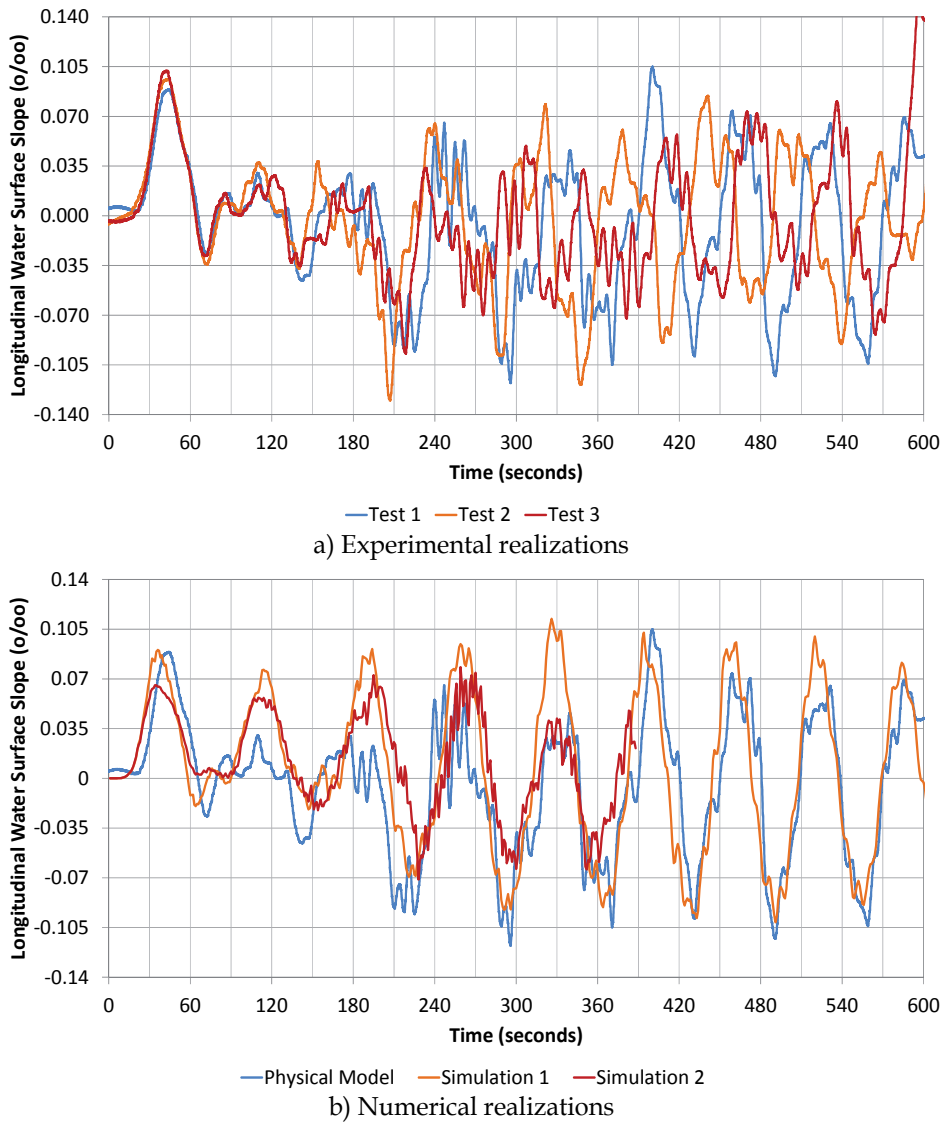 0.140
0.105
0.070
0.035
0.000
-0.035
-0.070
-0.105
-0.140
Longitudinal Water Surface Slope (o/oo)
0 60 120 180 240 300 360 420 480 540 600
Time (seconds)
Test 1 Test 2 Test 3
a) Experimental realizations
0.14
0.105
0.07
0.035
0
-0.035
-0.07
-0.105
-0.14
Longitudinal Water Surface Slope (o/oo)
0 60 120 180 240 300 360 420 480 540 600
Time (seconds)
Physical Model Simulation 1 Simulation 2
b) Numerical realizations